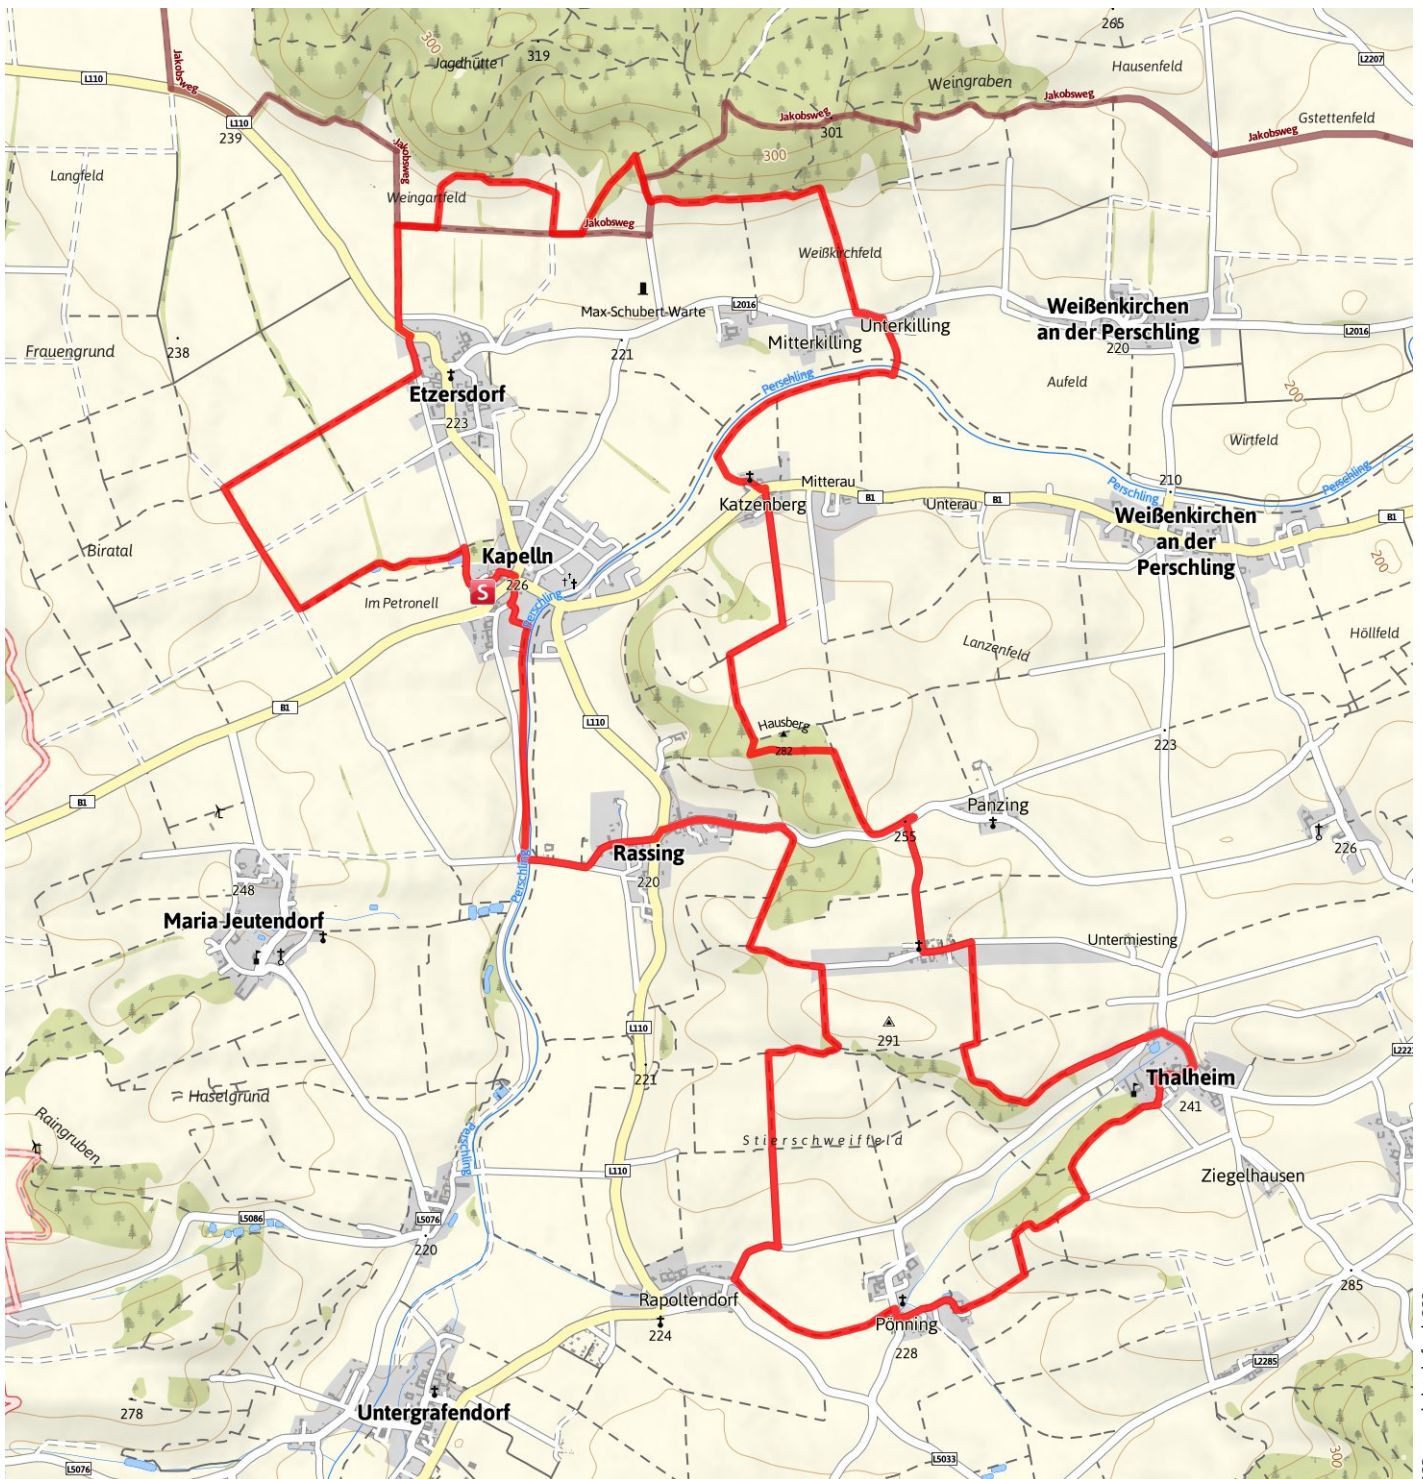 265
Jakobsweg
300
Jagdhütte
319
Hausenfeld
L2207
L110
Weingraben
Jakobsweg
Jakobsweg
Gstettenfeld
L110
239
301
Jakobsweg
Jakobsweg
300
Langfeld
Weingartfeld
Jakobsweg
Weißkirchfeld
Max-Schubert-Warte
L2016
Weißenkirchen
an der Perschling
220
Unterkilling
L2016
Mitterkilling
Frauengrund
238
221
Perschling
Aufeld
Etzersdorf
223
200
Wirtfeld
Katzenberg
Mitterau
B1
Unterau
B1
210
Perschling
Perschling
B1
Weißenkirchen
an der
Perschling
200
Biratal
Kapelln
226
S
Perschling
Im Petronell
Höllfeld
Lanzenfeld
B1
L110
Hausberg
282
223
B1
Panzing
255
226
Rassing
220
Perschling
248
Maria Jeutendorf
Untermiesting
L110
291
221
Thalheim
241
Haselgrund
Raingruben
Stierschweiffeld
Perschling
L110
Ziegelhausen
L5086
L5076
220
285
Rapoltendorf
224
Pönning
228
L2285
278
Untergrafendorf
L5076
L5033
300